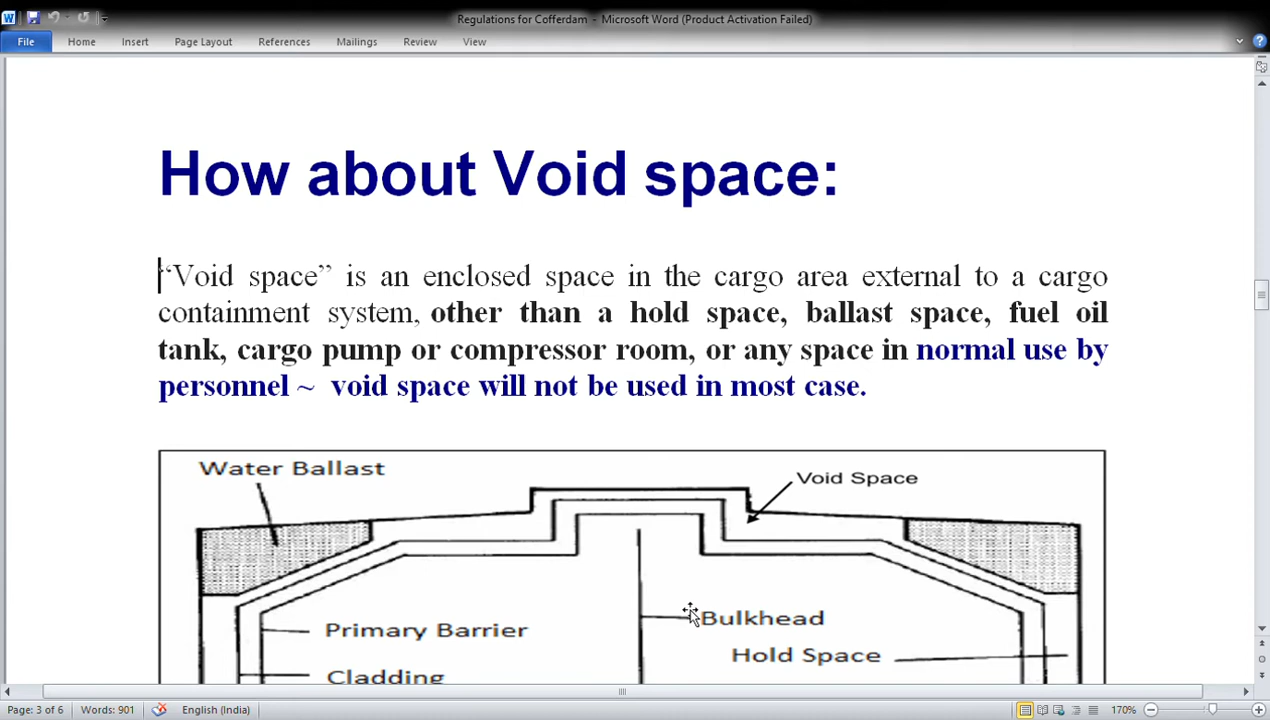 Regulations for Cofferdam - Microsoft Word (Product Activation Failed)
File Home Insert Page Layout References Mailings Review View
How about Void space:
“Void space” is an enclosed space in the cargo area external to a cargo
containment system, other than a hold space, ballast space, fuel oil
tank, cargo pump or compressor room, or any space in normal use by
personnel ~ void space will not be used in most case.
Water Ballast
Void Space
Bulkhead
Primary Barrier
Hold Space
Cladding
Page: 3 of 6 Words: 901 English (India) 170%